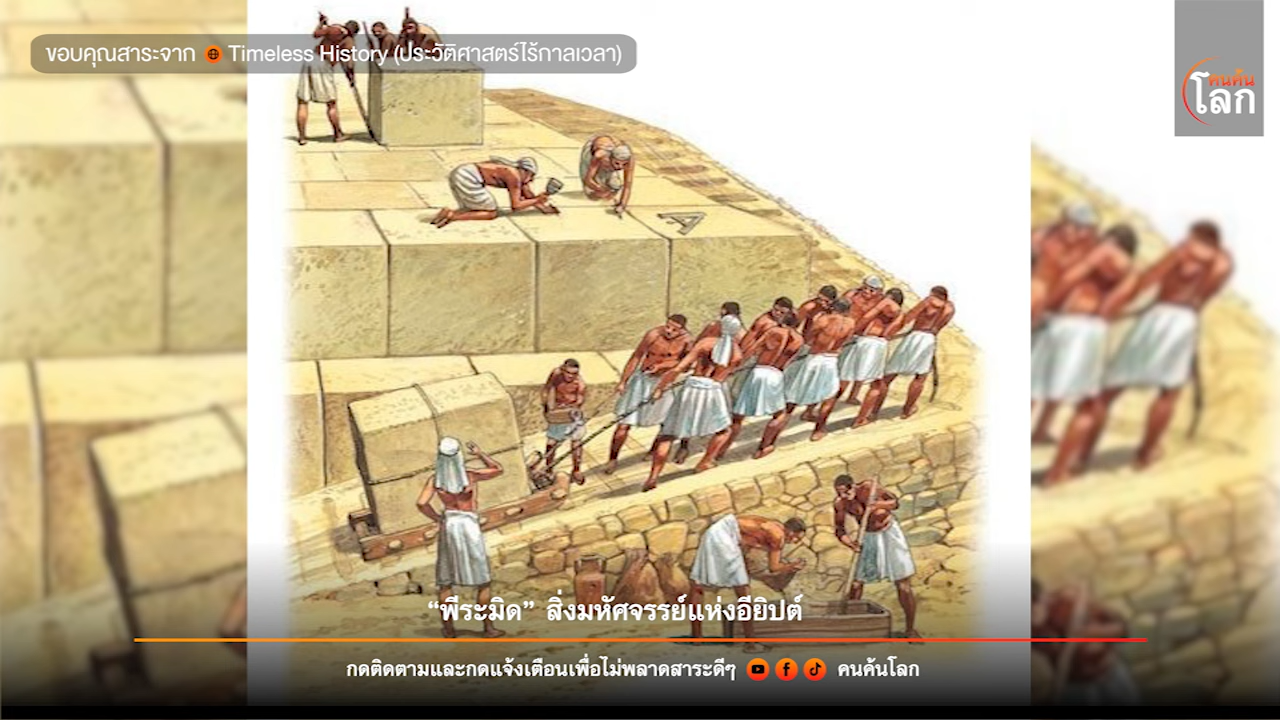 ขอบคุณสาระจาก Timeless History (ประวัติศาสตร์ไร้กาลเวลา)
คนค้น
โลก
“พีระมิด” สิ่งมหัศจรรย์แห่งอียิปต์
กดติดตามและกดแจ้งเตือนเพื่อไม่พลาดสาระดีๆ คนค้นโลก